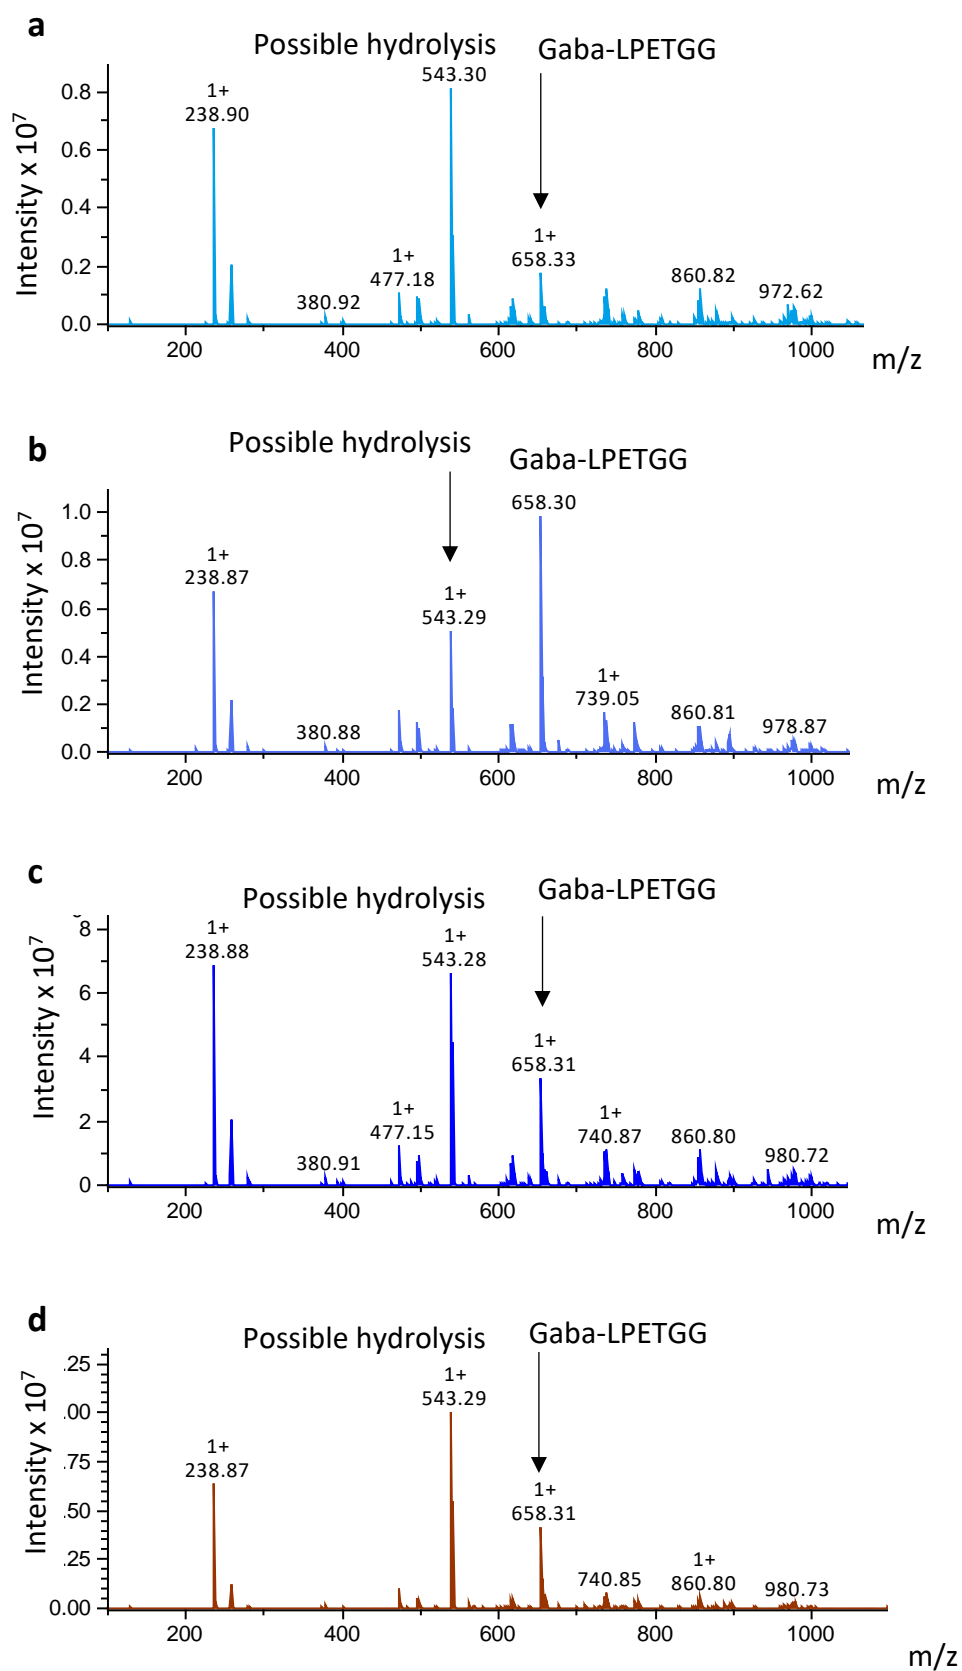 a
Possible hydrolysis
Gaba-LPETGG
543.30
1+
238.90
1+
477.18
380.92
1+
658.33
860.82
972.62
Intensity x 10⁷
0.8
0.6
0.4
0.2
0.0
200 400 600 800 1000
m/z
b
Possible hydrolysis
Gaba-LPETGG
658.30
1+
238.87
1+
543.29
380.88
1+
739.05
860.81
978.87
Intensity x 10⁷
1.0
0.8
0.6
0.4
0.2
0.0
200 400 600 800 1000
m/z
c
Possible hydrolysis
Gaba-LPETGG
1+
238.88
1+
543.28
1+
658.31
1+
477.15
380.91
1+
740.87
860.80
980.72
Intensity x 10⁷
8
6
4
2
0
200 400 600 800 1000
m/z
d
Possible hydrolysis
Gaba-LPETGG
1+
543.29
1+
238.87
1+
658.31
740.85
1+
860.80
980.73
Intensity x 10⁷
.25
.00
.75
.50
.25
0.00
200 400 600 800 1000
m/z